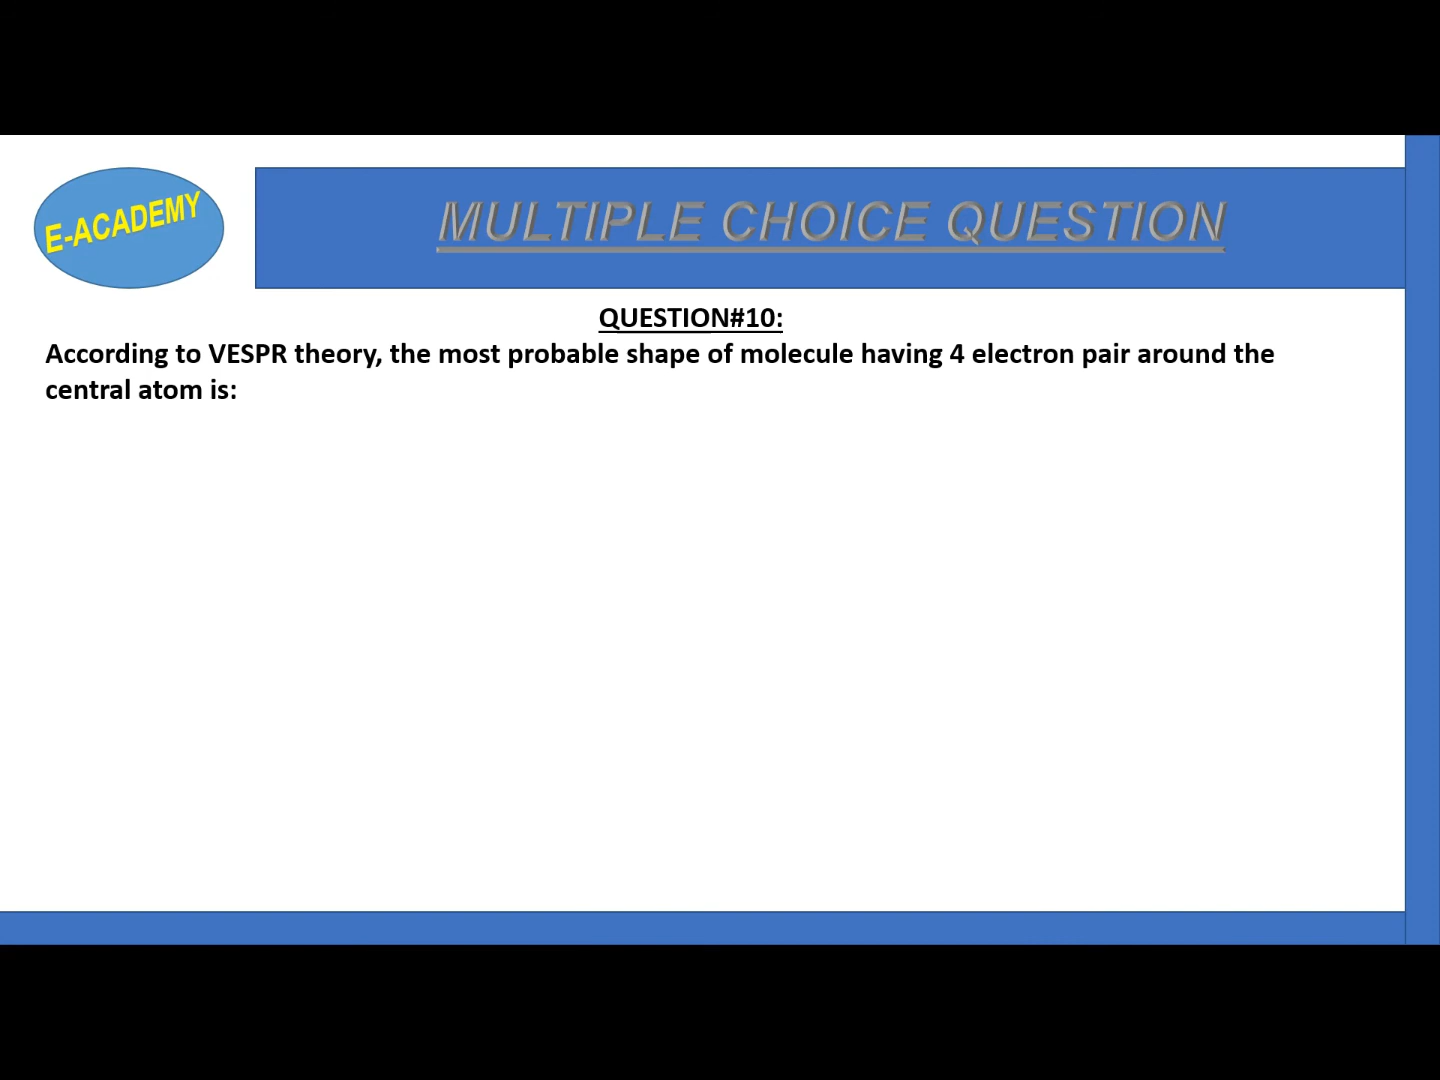 E-ACADEMY
MULTIPLE CHOICE QUESTION
QUESTION#10:
According to VESPR theory, the most probable shape of molecule having 4 electron pair around the
central atom is: